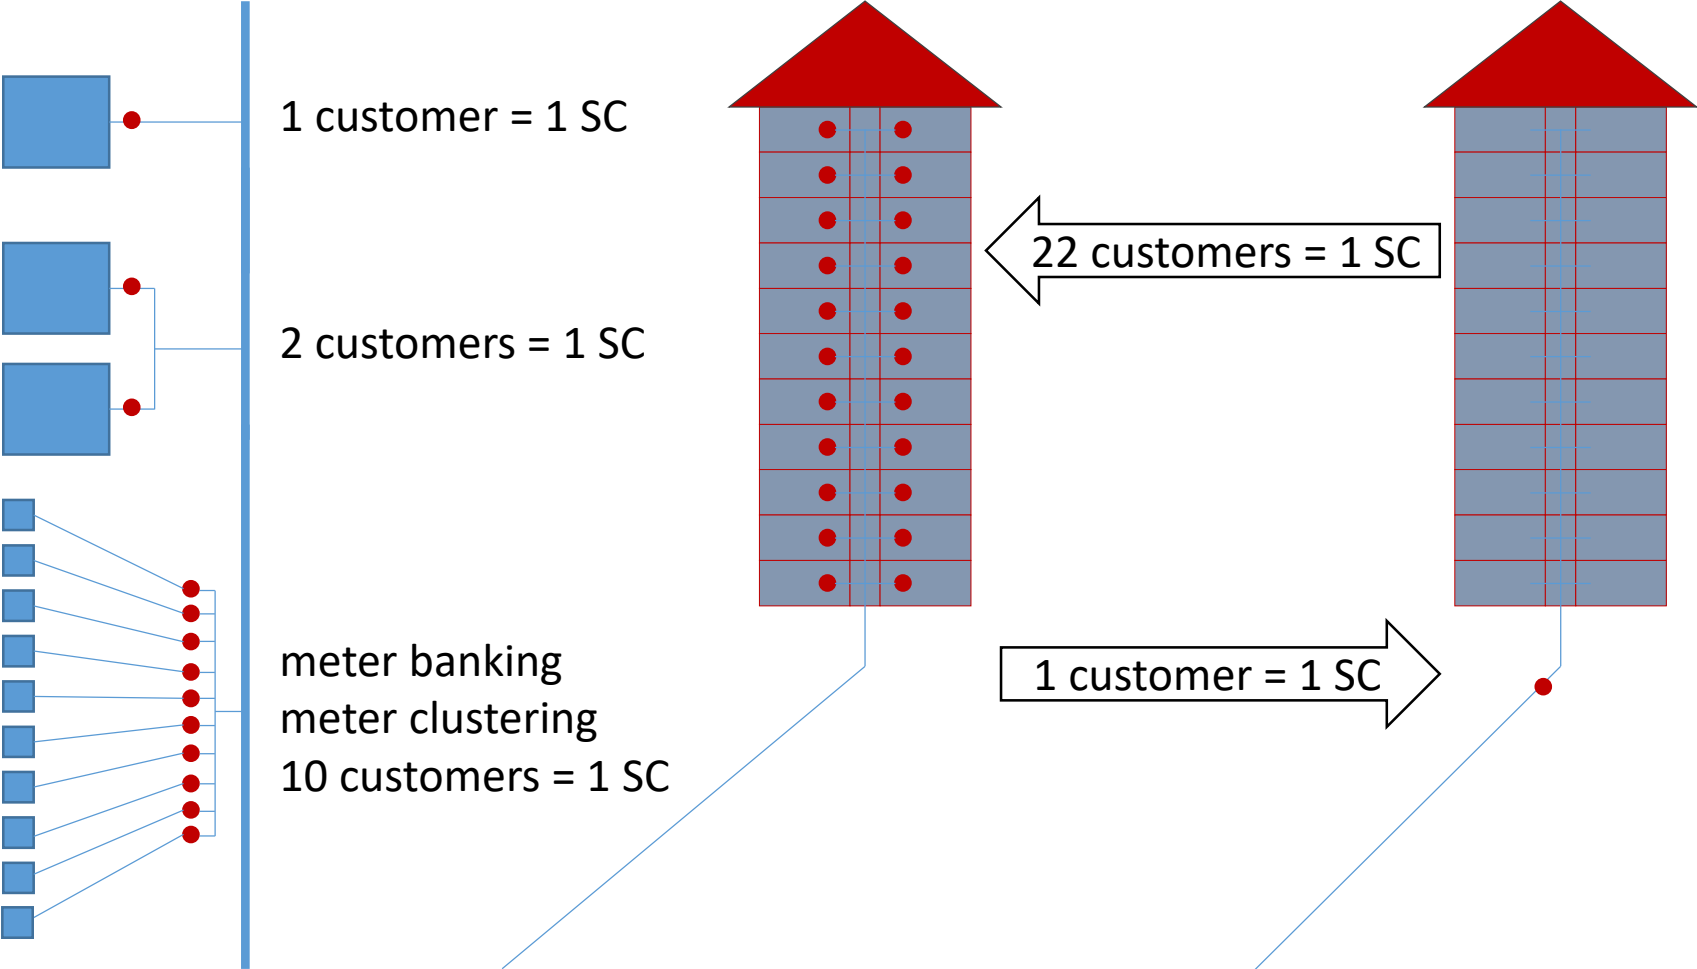 1 customer = 1 SC
2 customers = 1 SC
meter banking
meter clustering
10 customers = 1 SC
22 customers = 1 SC
1 customer = 1 SC